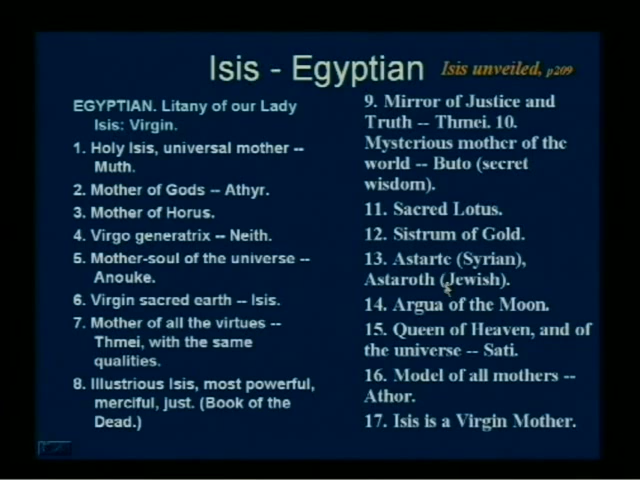 Isis - Egyptian
Isis unveiled, p209
EGYPTIAN. Litany of our Lady
Isis: Virgin.
1. Holy Isis, universal mother --
Muth.
2. Mother of Gods -- Athyr.
3. Mother of Horus.
4. Virgo generatrix -- Neith.
5. Mother-soul of the universe --
Anouke.
6. Virgin sacred earth -- Isis.
7. Mother of all the virtues --
Thmei, with the same
qualities.
8. Illustrious Isis, most powerful,
merciful, just. (Book of the
Dead.)
9. Mirror of Justice and
Truth -- Thmei. 10.
Mysterious mother of the
world -- Buto (secret
wisdom).
11. Sacred Lotus.
12. Sistrum of Gold.
13. Astarte (Syrian),
Astaroth (Jewish).
14. Argua of the Moon.
15. Queen of Heaven, and of
the universe -- Sati.
16. Model of all mothers --
Athor.
17. Isis is a Virgin Mother.